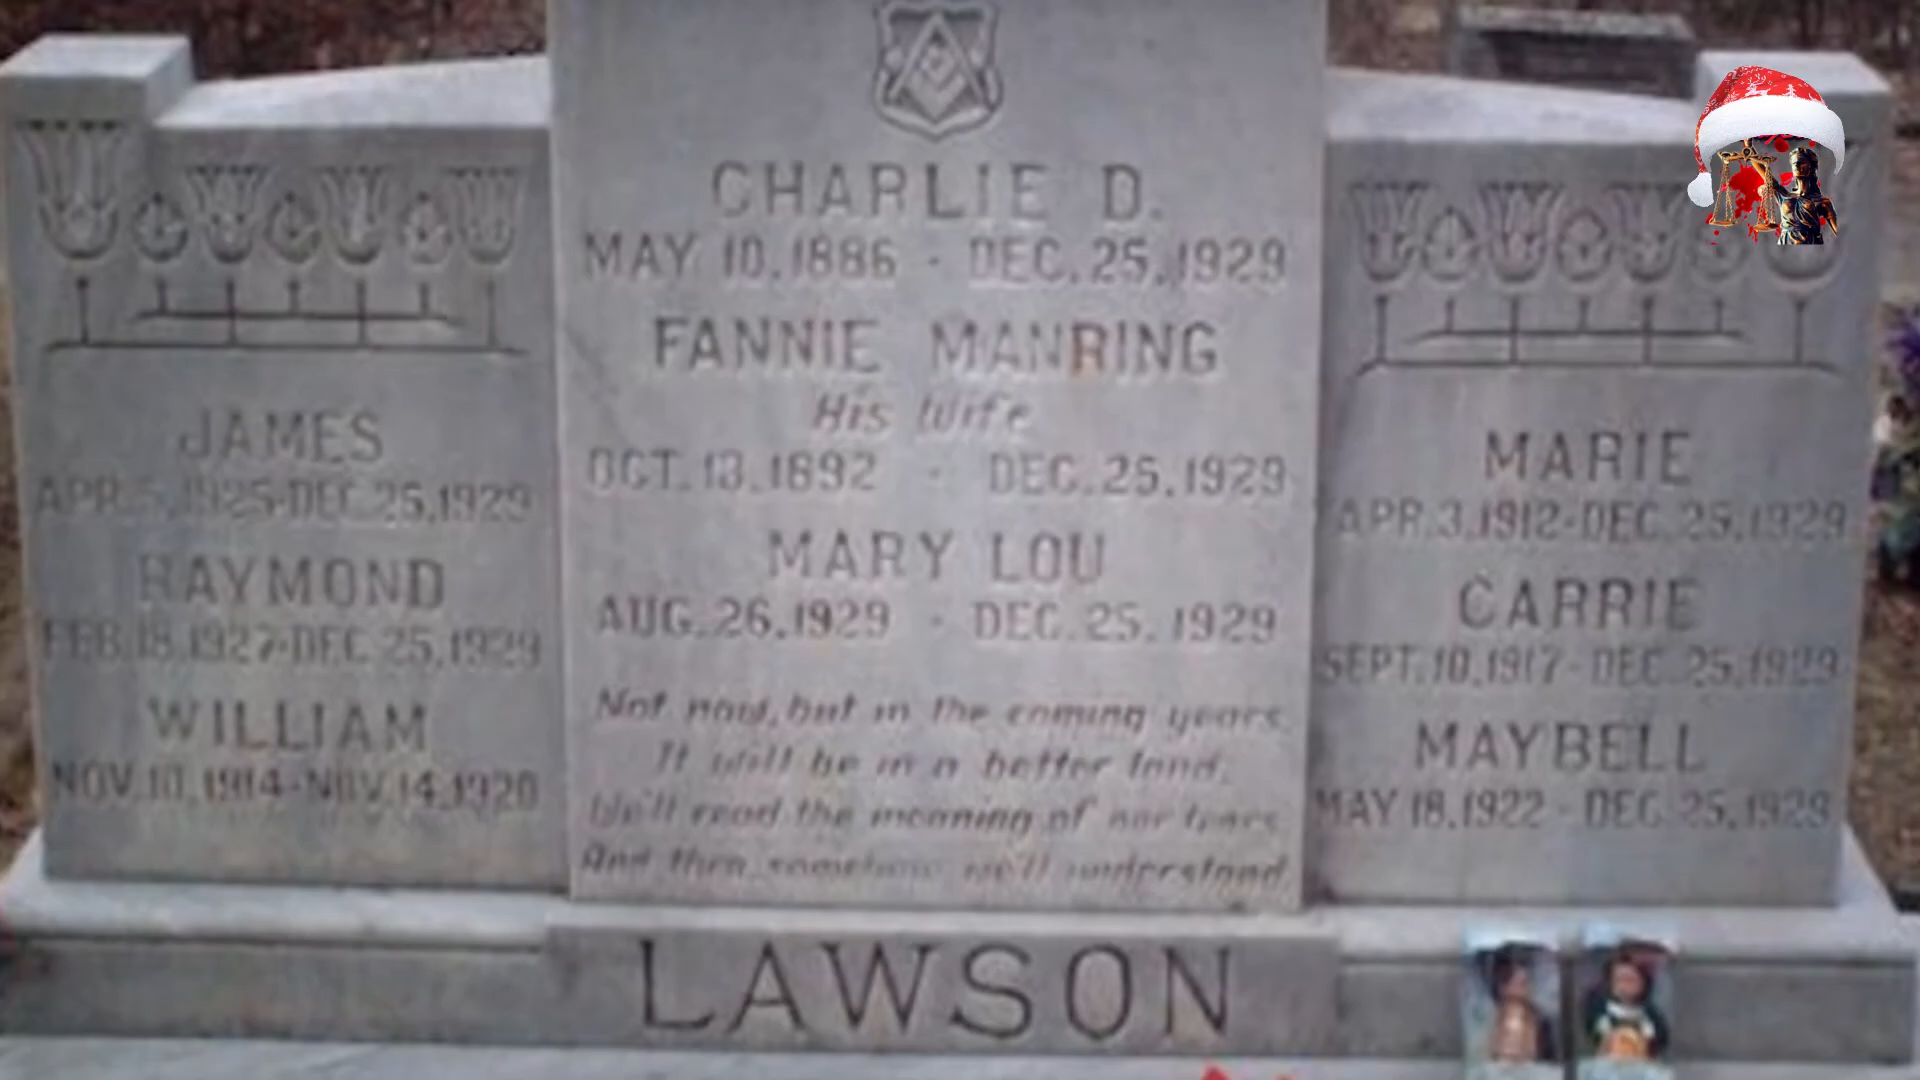 CHARLIE D.
MAY 10, 1886 - DEC. 25, 1929
FANNIE MANRING
His Wife
OCT. 13, 1892 - DEC. 25, 1929
MARY LOU
AUG. 26, 1929 - DEC. 25, 1929
Not now, but in the coming years,
It will be in a better land,
We'll read the meaning of our tears,
And then, somehow we'll understand.
JAMES
APR. 5, 1925-DEC. 25, 1929
RAYMOND
FEB. 18, 1927-DEC. 25, 1929
WILLIAM
NOV. 10, 1914-NOV. 14, 1920
MARIE
APR. 3, 1912-DEC. 25, 1929
CARRIE
SEPT. 10, 1917-DEC. 25, 1929
MAYBELL
MAY 18, 1922-DEC. 25, 1929
LAWSON